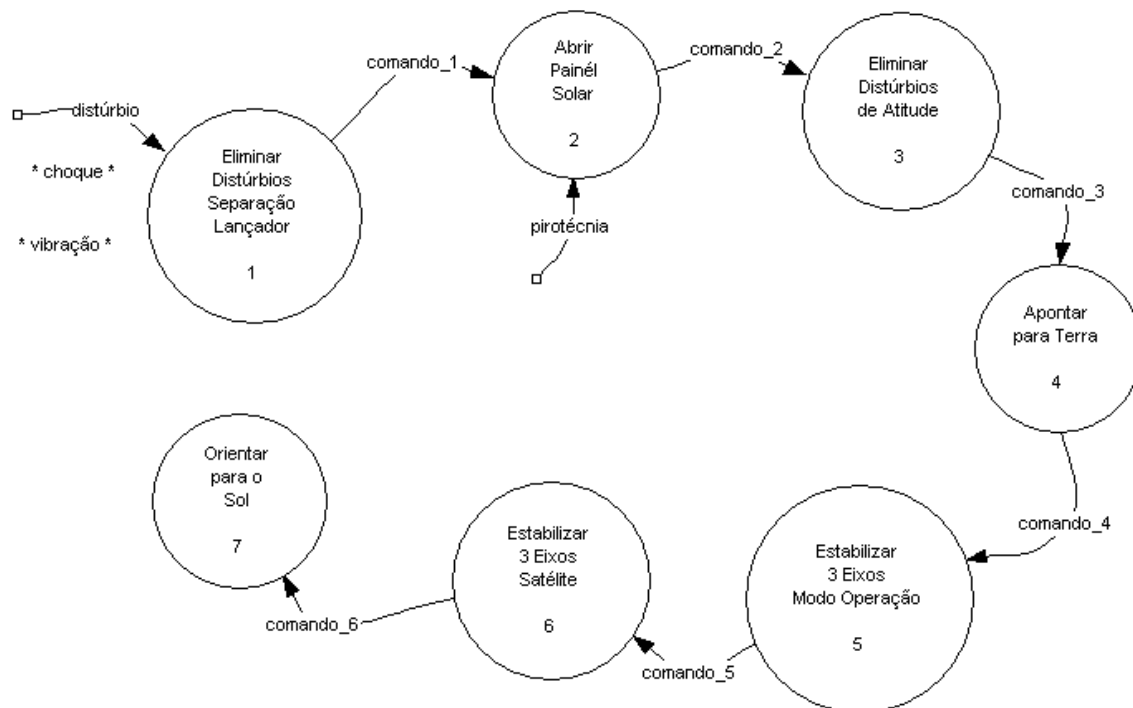 distúrbio
* choque *
* vibração *
Eliminar
Distúrbios
Separação
Lançador
1
comando_1
Abrir
Painél
Solar
2
pirotécnia
comando_2
Eliminar
Distúrbios
de Atitude
3
comando_3
Apontar
para Terra
4
comando_4
Estabilizar
3 Eixos
Modo Operação
5
comando_5
Estabilizar
3 Eixos
Satélite
6
comando_6
Orientar
para o
Sol
7